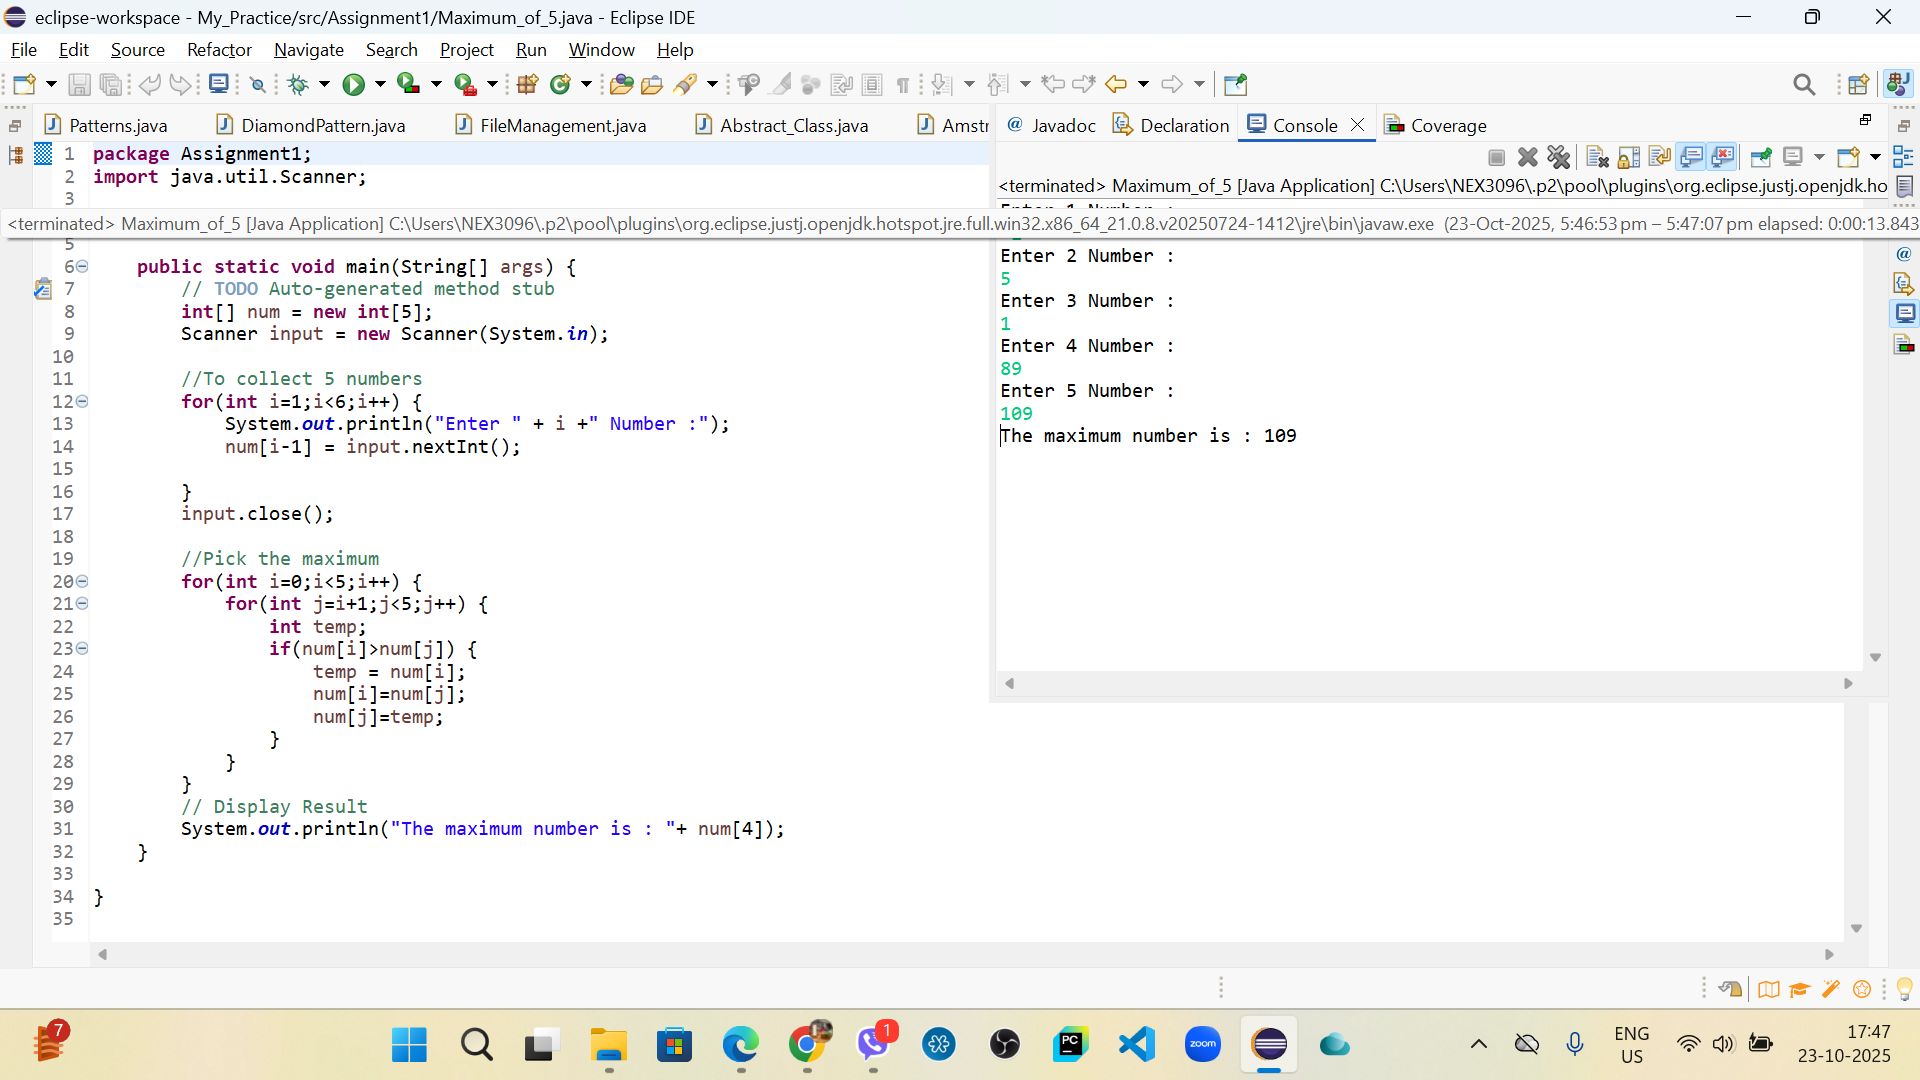 eclipse-workspace - My_Practice/src/Assignment1/Maximum_of_5.java - Eclipse IDE
File Edit Source Refactor Navigate Search Project Run Window Help
Patterns.java DiamondPattern.java FileManagement.java Abstract_Class.java Amstr
@ Javadoc Declaration Console Coverage
<terminated> Maximum_of_5 [Java Application] C:\Users\NEX3096\.p2\pool\plugins\org.eclipse.justj.openjdk.ho
<terminated> Maximum_of_5 [Java Application] C:\Users\NEX3096\.p2\pool\plugins\org.eclipse.justj.openjdk.hotspot.jre.full.win32.x86_64_21.0.8.v20250724-1412\jre\bin\javaw.exe (23-Oct-2025, 5:46:53 pm – 5:47:07 pm elapsed: 0:00:13.843
1 package Assignment1;
2 import java.util.Scanner;
3
5
6 public static void main(String[] args) {
7 // TODO Auto-generated method stub
8 int[] num = new int[5];
9 Scanner input = new Scanner(System.in);
10
11 //To collect 5 numbers
12 for(int i=1;i<6;i++) {
13 System.out.println("Enter " + i +" Number :");
14 num[i-1] = input.nextInt();
15
16 }
17 input.close();
18
19 //Pick the maximum
20 for(int i=0;i<5;i++) {
21 for(int j=i+1;j<5;j++) {
22 int temp;
23 if(num[i]>num[j]) {
24 temp = num[i];
25 num[i]=num[j];
26 num[j]=temp;
27 }
28 }
29 }
30 // Display Result
31 System.out.println("The maximum number is : "+ num[4]);
32 }
33
34 }
35
Enter 2 Number :
5
Enter 3 Number :
1
Enter 4 Number :
89
Enter 5 Number :
109
The maximum number is : 109
7
1
PC
zoom
ENG
US
17:47
23-10-2025